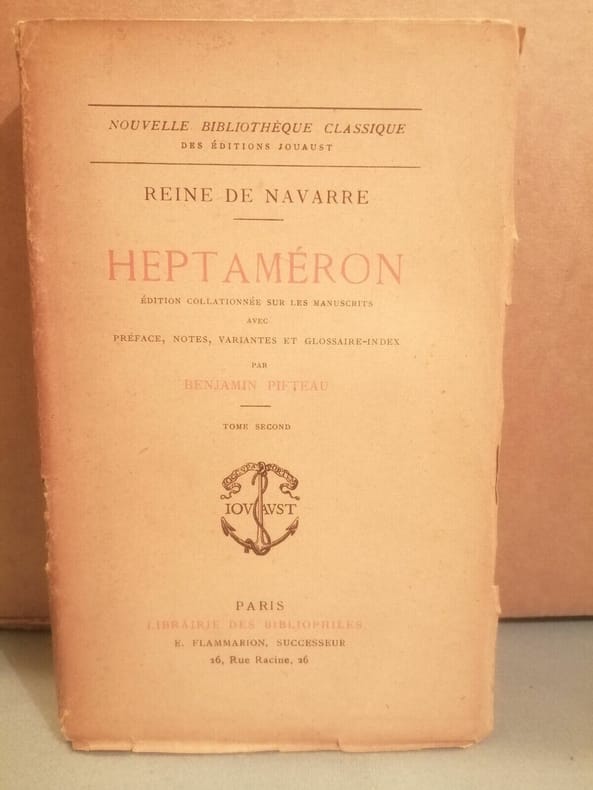 NOUVELLE BIBLIOTHÈQUE CLASSIQUE
DES ÉDITIONS JOUAUST
REINE DE NAVARRE
HEPTAMÉRON
ÉDITION COLLATIONNÉE SUR LES MANUSCRITS
AVEC
PRÉFACE, NOTES, VARIANTES ET GLOSSAIRE-INDEX
PAR
BENJAMIN PIFTEAU
TOME SECOND
IOVAVST
PARIS
LIBRAIRIE DES BIBLIOPHILES
E. FLAMMARION, SUCCESSEUR
26, Rue Racine, 26